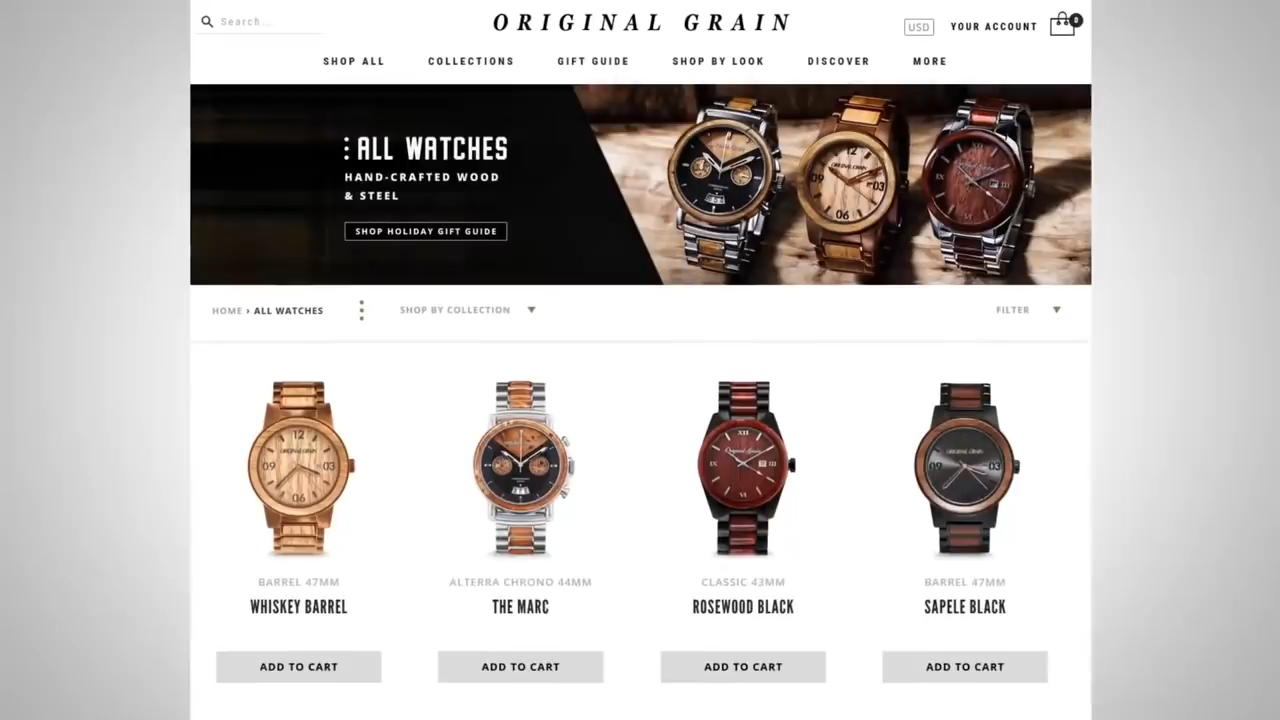 Search...
ORIGINAL GRAIN
USD
YOUR ACCOUNT
0
SHOP ALL
COLLECTIONS
GIFT GUIDE
SHOP BY LOOK
DISCOVER
MORE
ALL WATCHES
HAND-CRAFTED WOOD
& STEEL
SHOP HOLIDAY GIFT GUIDE
HOME › ALL WATCHES
SHOP BY COLLECTION
FILTER
BARREL 47MM
ALTERRA CHRONO 44MM
CLASSIC 43MM
BARREL 47MM
WHISKEY BARREL
THE MARC
ROSEWOOD BLACK
SAPELE BLACK
ADD TO CART
ADD TO CART
ADD TO CART
ADD TO CART